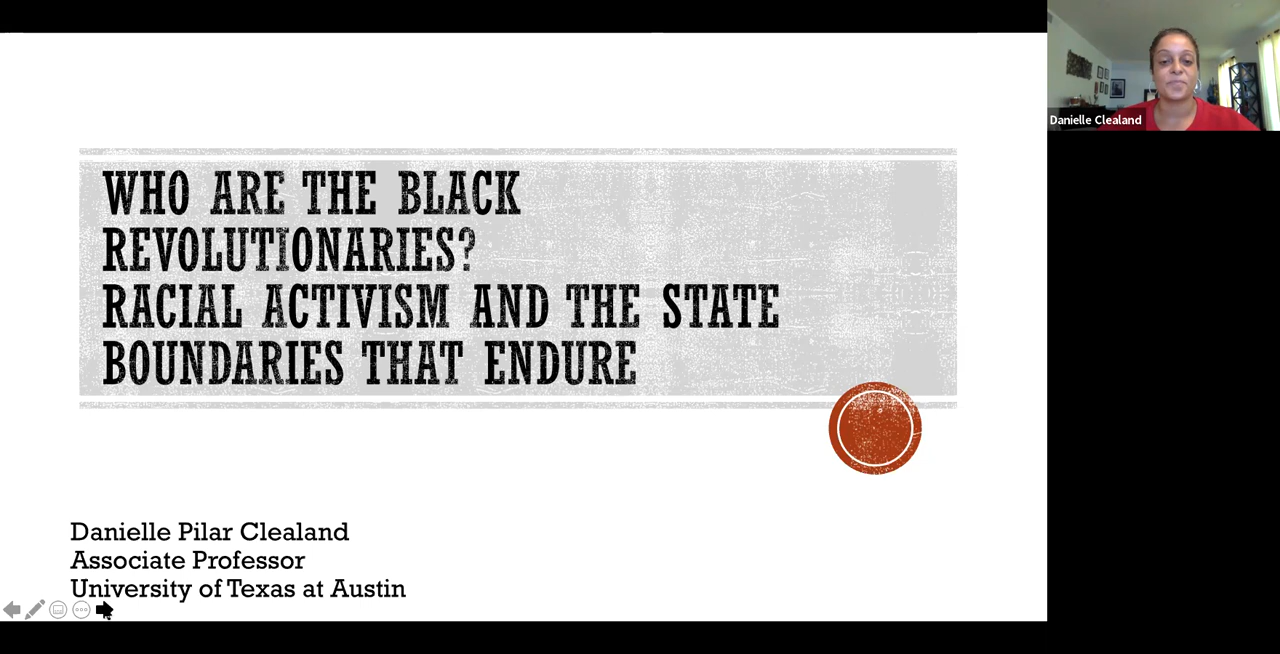 WHO ARE THE BLACK
REVOLUTIONARIES?
RACIAL ACTIVISM AND THE STATE
BOUNDARIES THAT ENDURE
Danielle Pilar Clealand
Associate Professor
University of Texas at Austin
Danielle Clealand